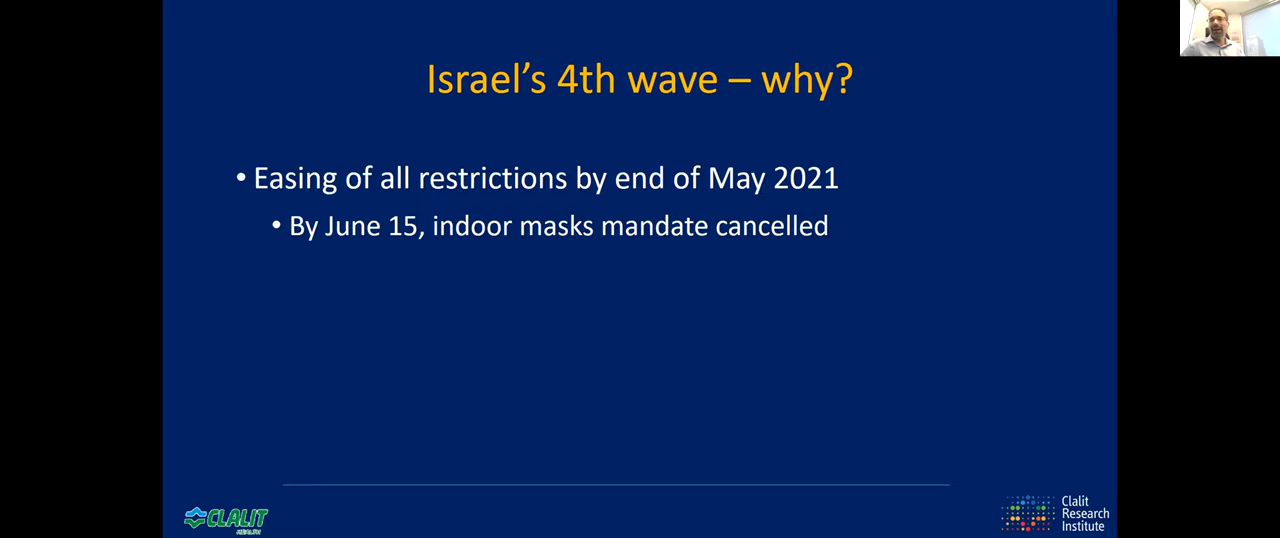 Israel's 4th wave – why?
• Easing of all restrictions by end of May 2021
• By June 15, indoor masks mandate cancelled
CLALIT
HEALTH
Clalit
Research
Institute